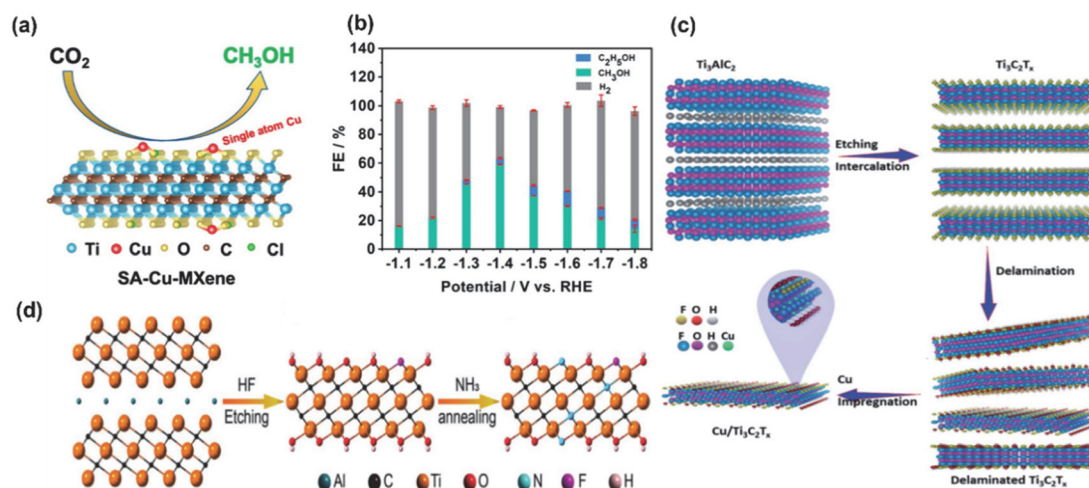 (a)
CO2
CH3OH
Single atom Cu
Ti Cu O C Cl
SA-Cu-MXene
(b)
140
120
100
80
60
40
20
0
FE / %
C2H5OH
CH3OH
H2
-1.1 -1.2 -1.3 -1.4 -1.5 -1.6 -1.7 -1.8
Potential / V vs. RHE
(c)
Ti3AlC2
Ti3C2Tx
Etching
Intercalation
Delamination
F O H
F O H Cu
Cu
Impregnation
Cu/Ti3C2Tx
Delaminated Ti3C2Tx
(d)
HF
Etching
NH3
annealing
Al C Ti O N F H